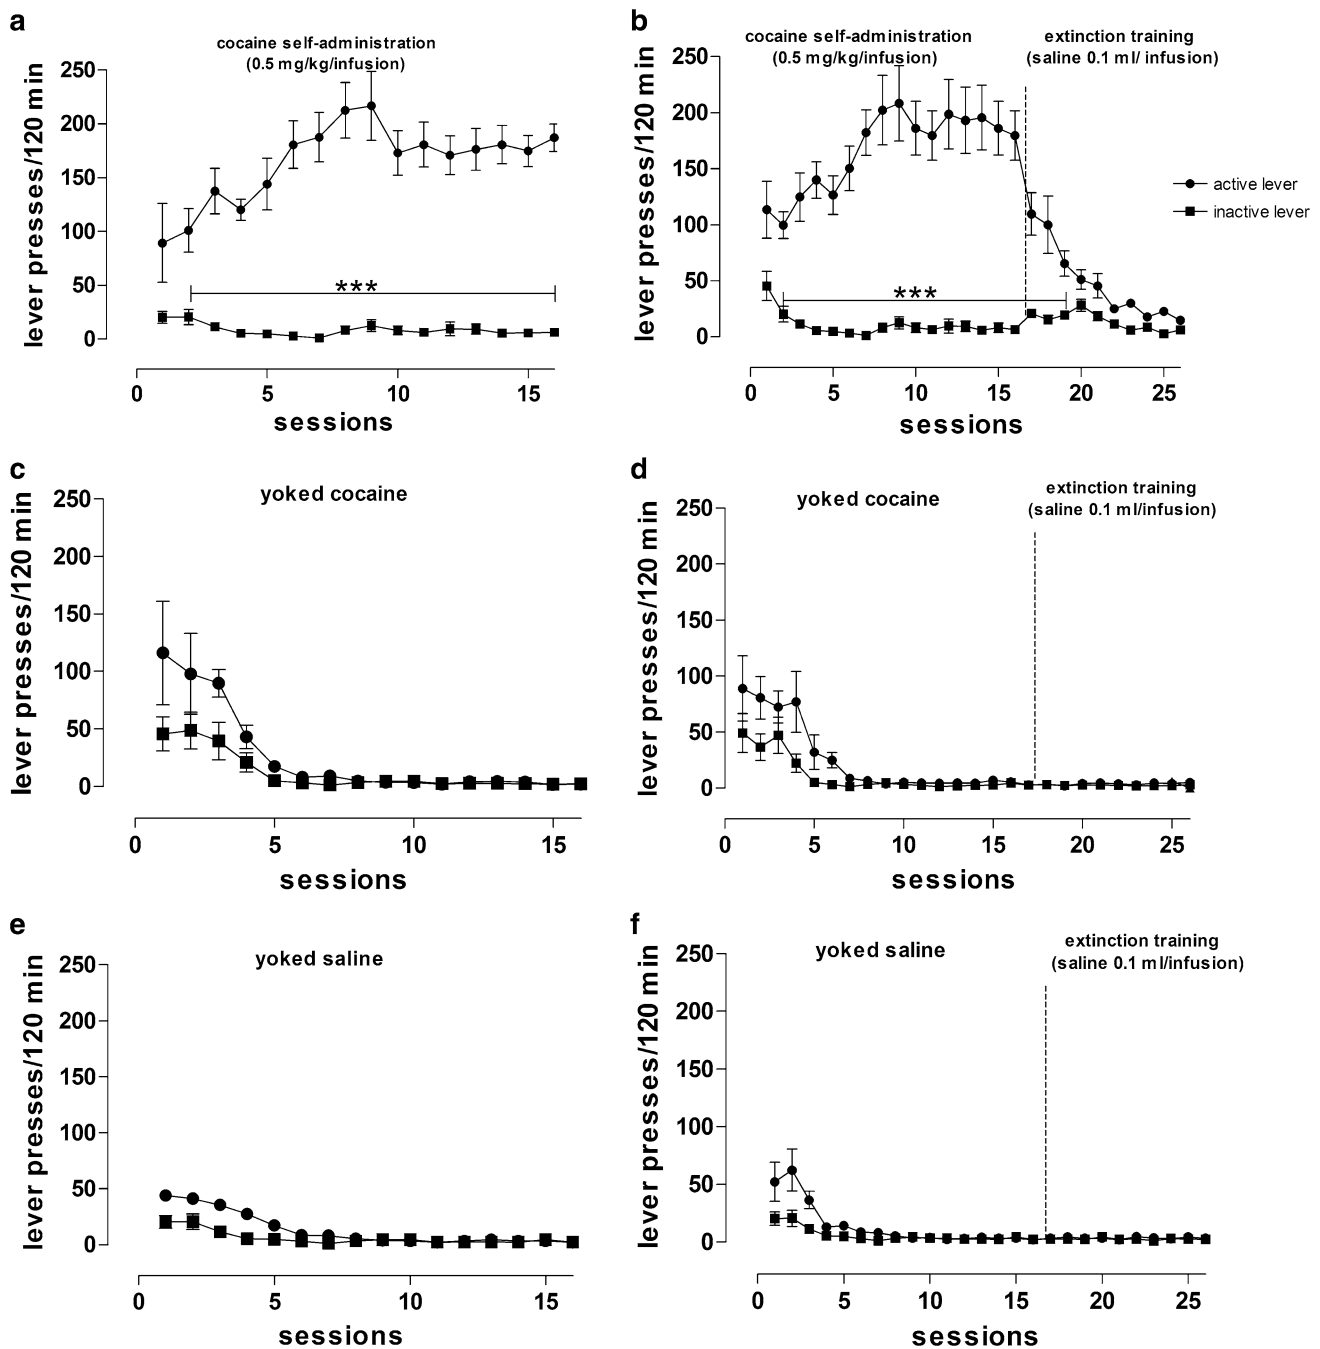 a
cocaine self-administration
(0.5 mg/kg/infusion)
250
200
150
100
50
0
lever presses/120 min
***
0 5 10 15
sessions
b
cocaine self-administration
(0.5 mg/kg/infusion)
extinction training
(saline 0.1 ml/ infusion)
250
200
150
100
50
0
lever presses/120 min
***
0 5 10 15 20 25
sessions
active lever
inactive lever
c
yoked cocaine
250
200
150
100
50
0
lever presses/120 min
0 5 10 15
sessions
d
yoked cocaine
extinction training
(saline 0.1 ml/infusion)
250
200
150
100
50
0
lever presses/120 min
0 5 10 15 20 25
sessions
e
yoked saline
250
200
150
100
50
0
lever presses/120 min
0 5 10 15
sessions
f
yoked saline
extinction training
(saline 0.1 ml/infusion)
250
200
150
100
50
0
lever presses/120 min
0 5 10 15 20 25
sessions